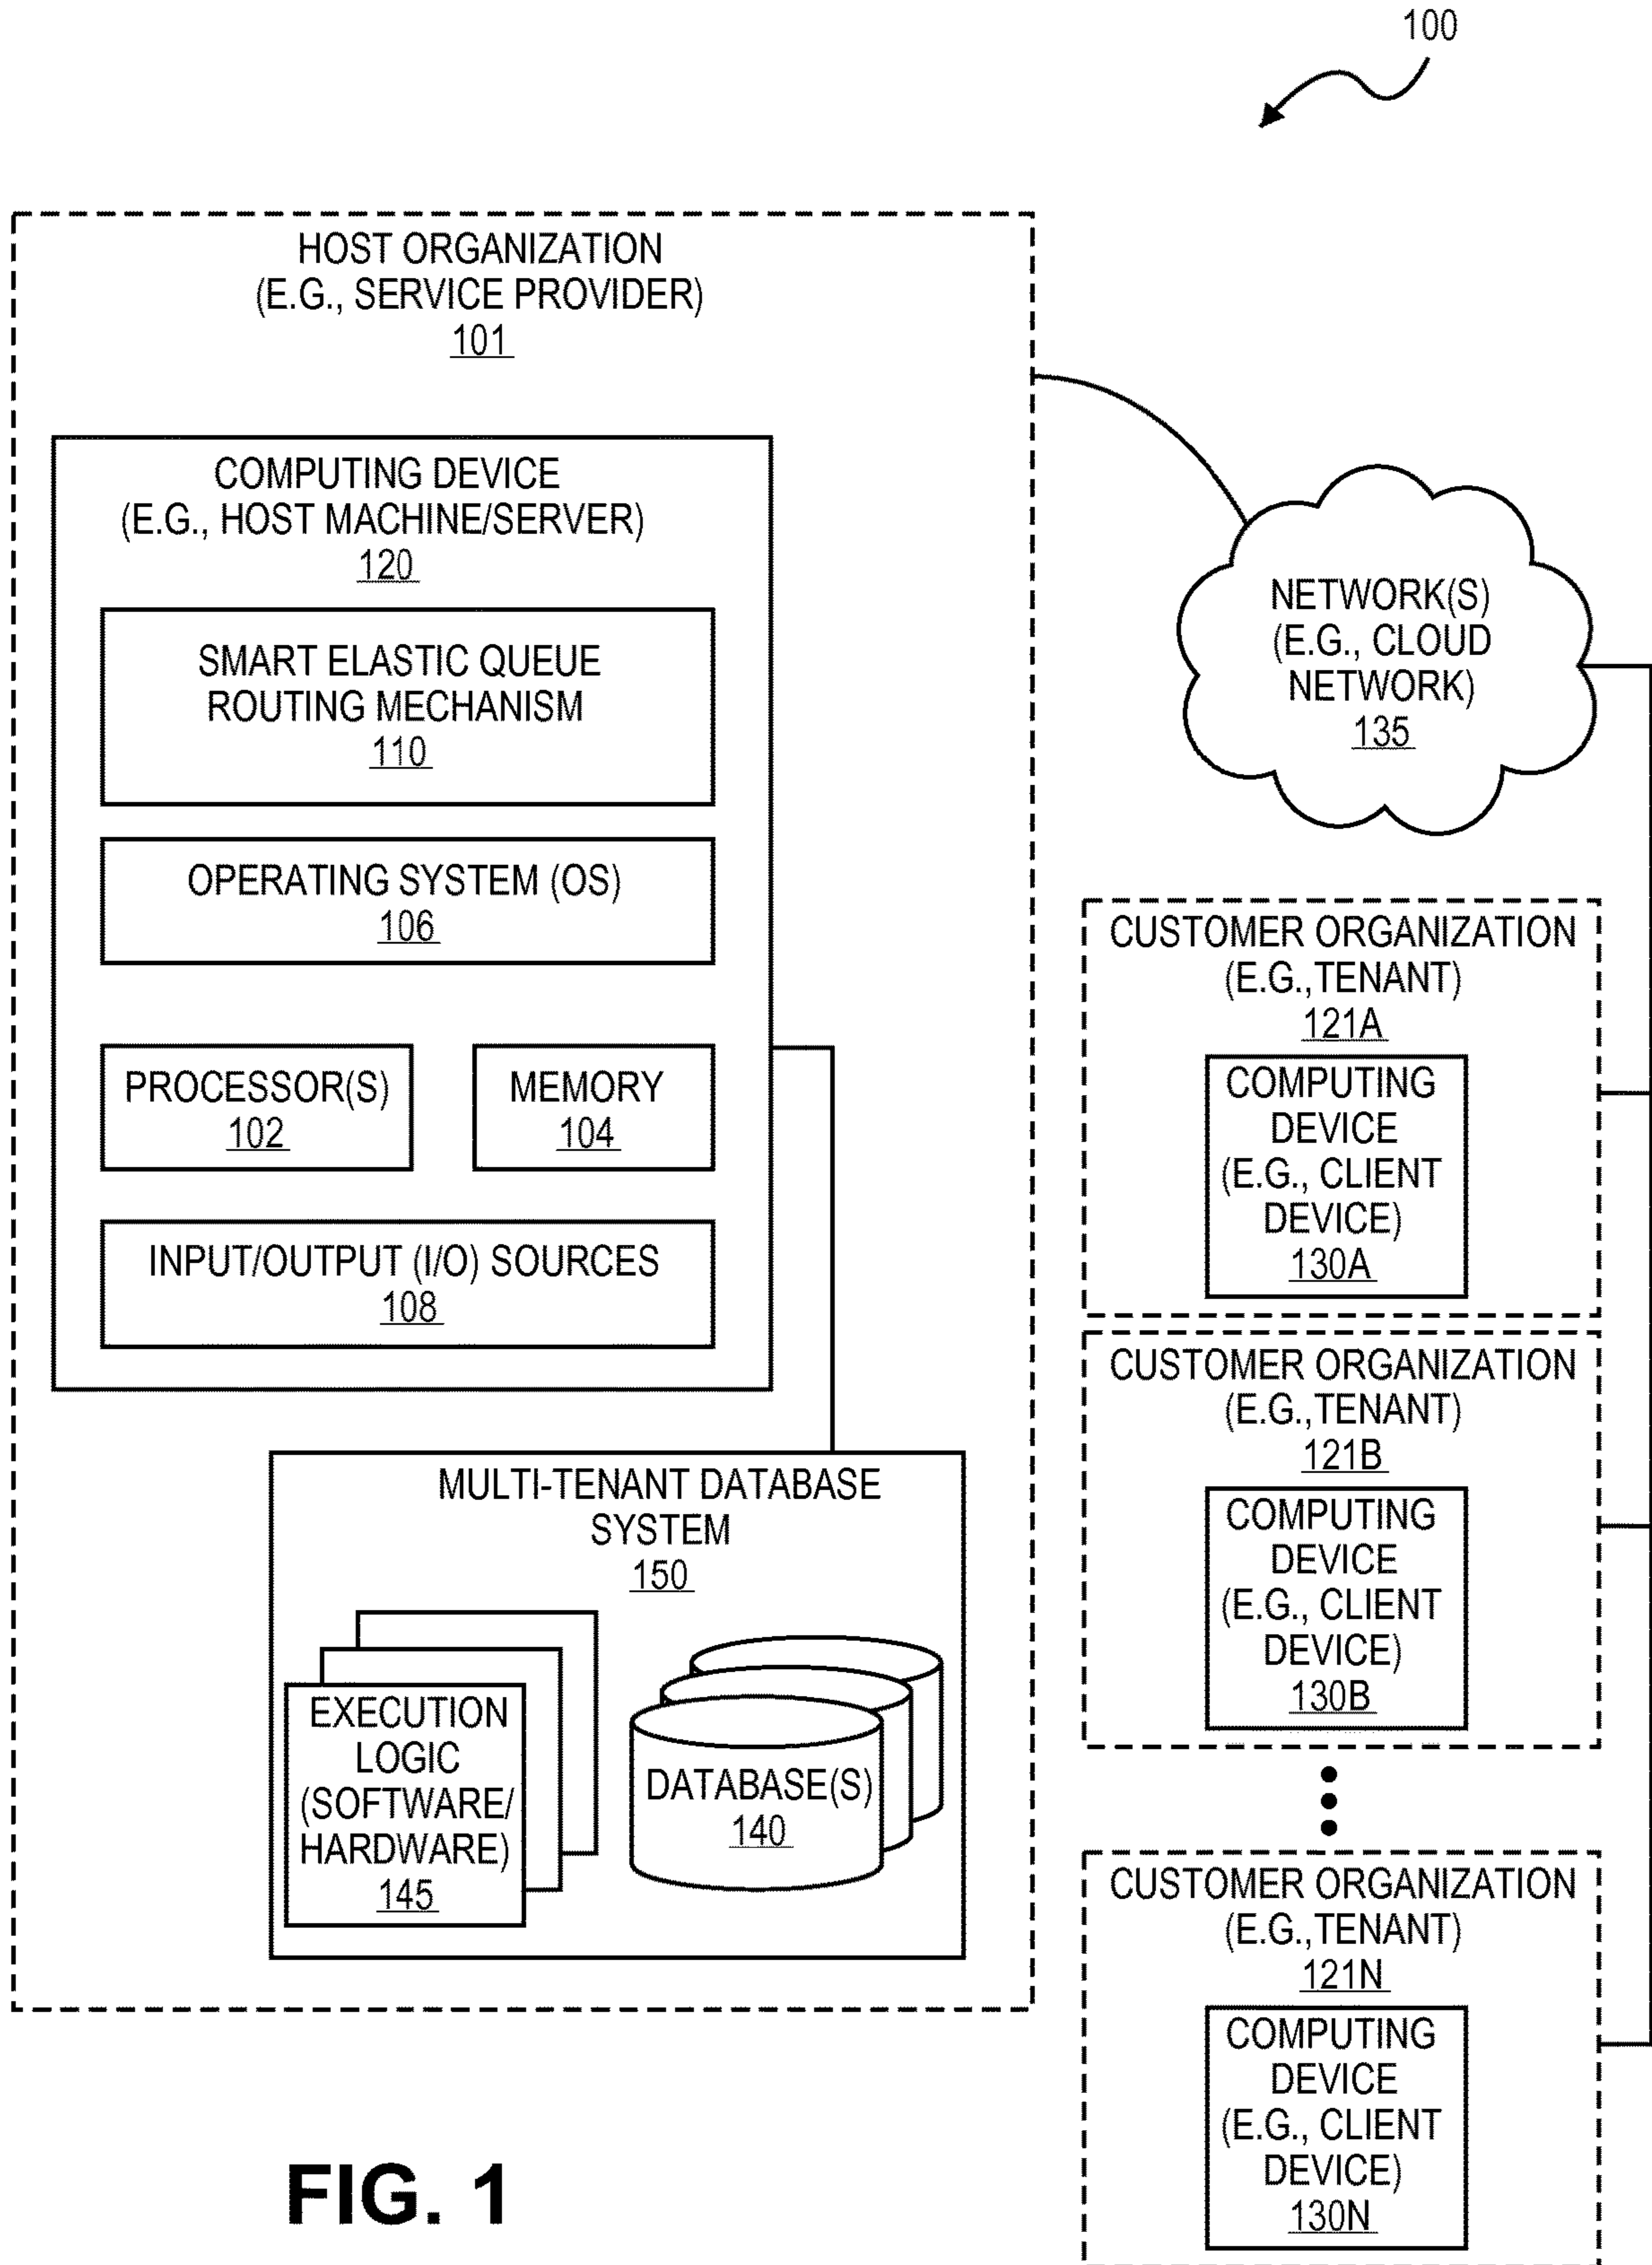 100
HOST ORGANIZATION
(E.G., SERVICE PROVIDER)
101
COMPUTING DEVICE
(E.G., HOST MACHINE/SERVER)
120
SMART ELASTIC QUEUE
ROUTING MECHANISM
110
OPERATING SYSTEM (OS)
106
PROCESSOR(S)
102
MEMORY
104
INPUT/OUTPUT (I/O) SOURCES
108
MULTI-TENANT DATABASE
SYSTEM
150
EXECUTION
LOGIC
(SOFTWARE/
HARDWARE)
145
DATABASE(S)
140
NETWORK(S)
(E.G., CLOUD
NETWORK)
135
CUSTOMER ORGANIZATION
(E.G.,TENANT)
121A
COMPUTING
DEVICE
(E.G., CLIENT
DEVICE)
130A
CUSTOMER ORGANIZATION
(E.G.,TENANT)
121B
COMPUTING
DEVICE
(E.G., CLIENT
DEVICE)
130B
CUSTOMER ORGANIZATION
(E.G.,TENANT)
121N
COMPUTING
DEVICE
(E.G., CLIENT
DEVICE)
130N
FIG. 1